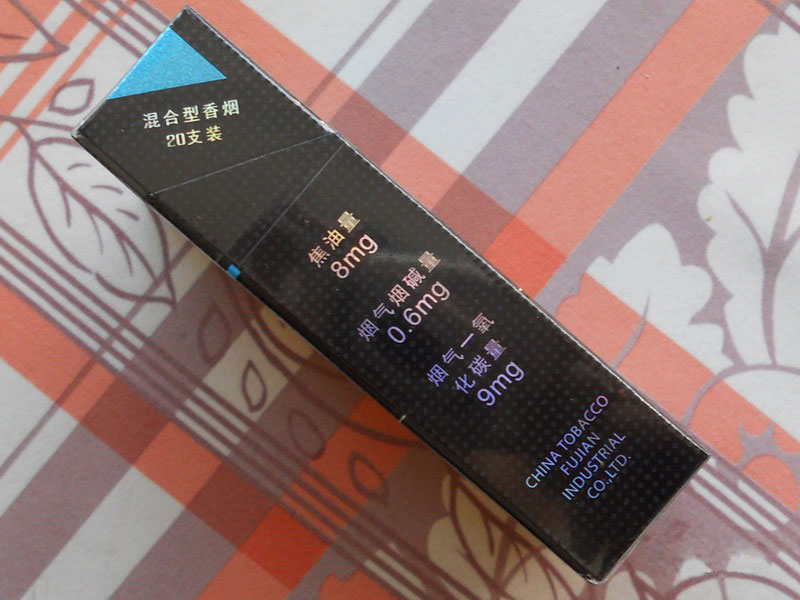 混合型香烟
20支装
焦油量
8mg
烟气烟碱量
0.6mg
烟气一氧
化碳量
9mg
CHINA TOBACCO
FUJIAN
INDUSTRIAL
CO.,LTD.